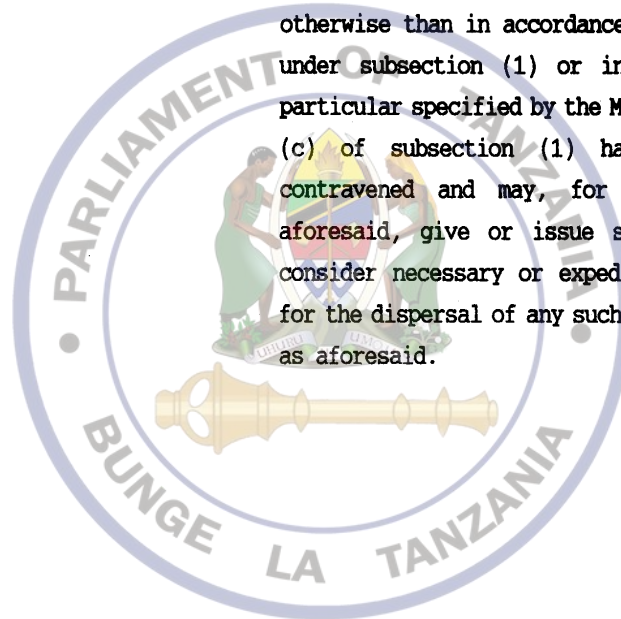 otherwise than in accordance
under subsection (1) or in
particular specified by the M
(c) of subsection (1) ha
contravened and may, for
aforesaid, give or issue s
consider necessary or exped
for the dispersal of any such
as aforesaid.
PARLIAMENT OF TANZANIA
UHURU UMOJA
BUNGE LA TANZANIA